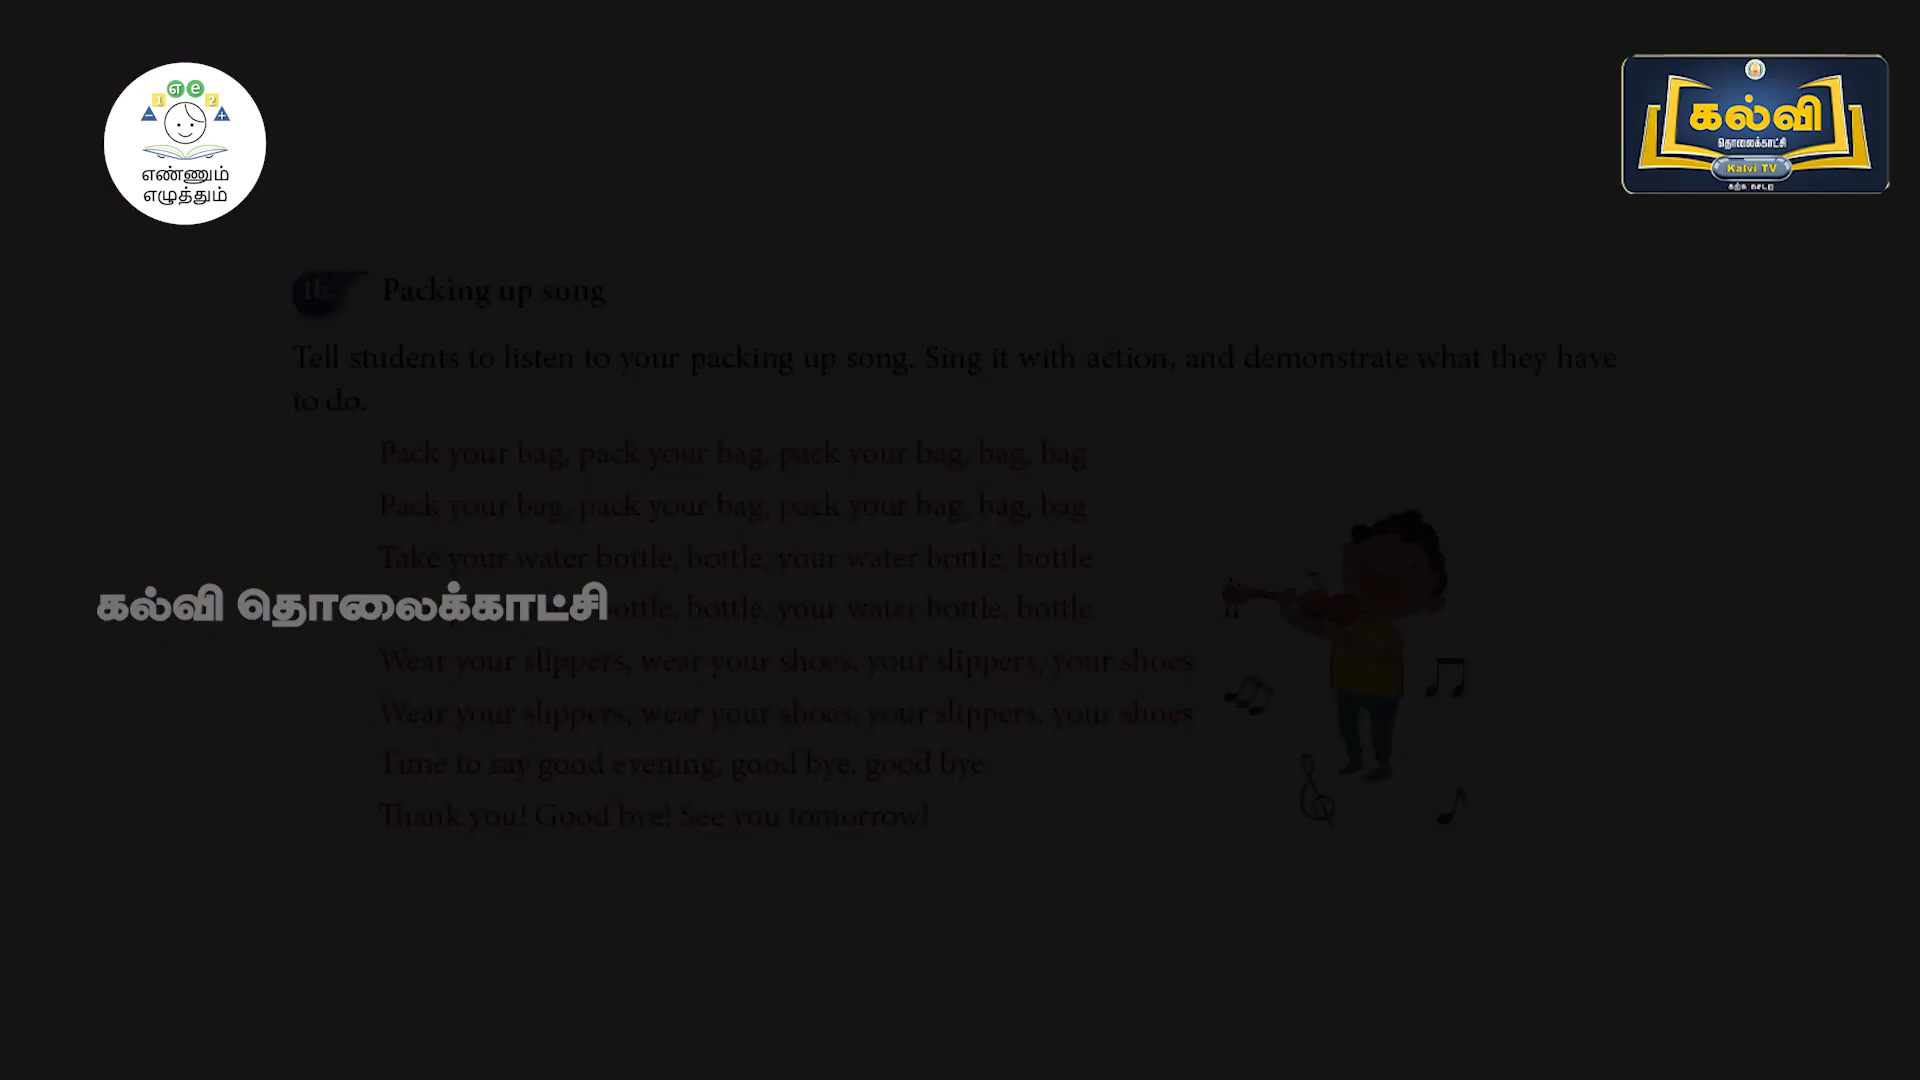 எ e
1 2
− +
எண்ணும்
எழுத்தும்
கல்வி
தொலைக்காட்சி
Kalvi TV
கற்க கசடற
Packing up song
Tell students to listen to your packing up song. Sing it with action, and demonstrate what they have
to do.
Pack your bag, pack your bag, pack your bag, bag, bag
Pack your bag, pack your bag, pack your bag, bag, bag
Take your water bottle, bottle, your water bottle, bottle
கல்வி தொலைக்காட்சி
bottle, bottle, your water bottle, bottle
Wear your slippers, wear your shoes, your slippers, your shoes
Wear your slippers, wear your shoes, your slippers, your shoes
Time to say good evening, good bye, good bye
Thank you! Good bye! See you tomorrow!